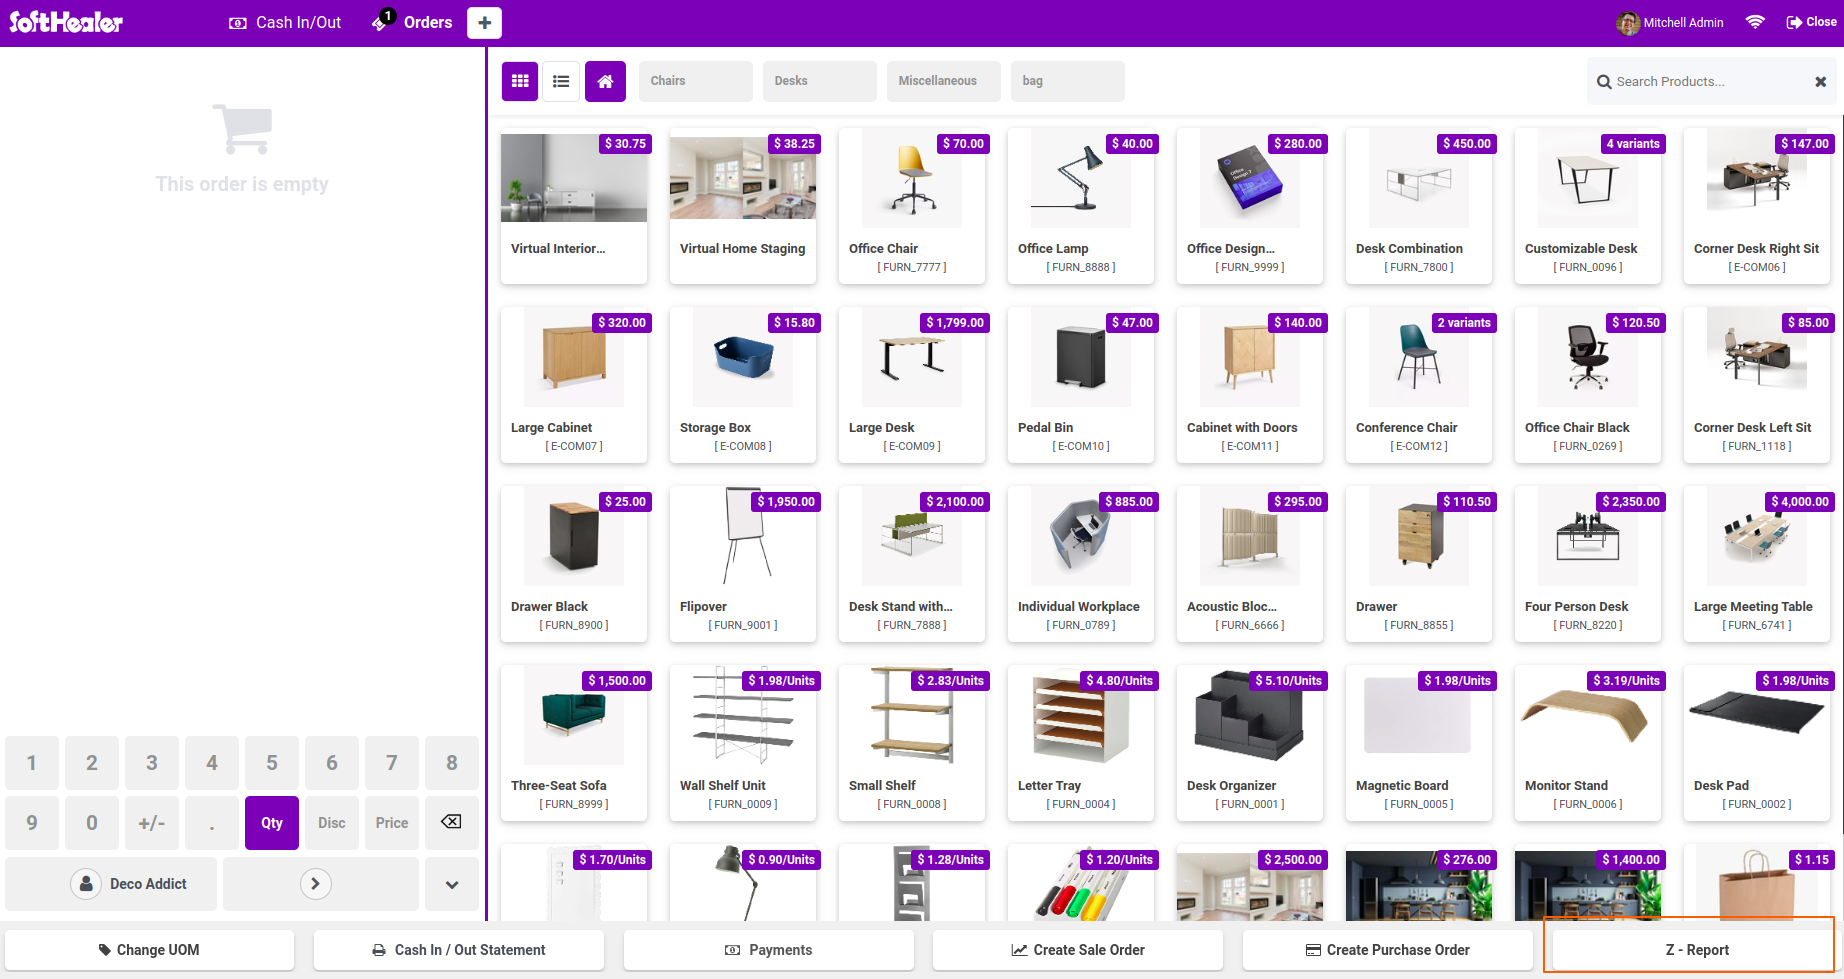 SoftHealer
Cash In/Out
1
Orders
+
Mitchell Admin
Close
This order is empty
Chairs
Desks
Miscellaneous
bag
Search Products...
$ 30.75
Virtual Interior...
$ 38.25
Virtual Home Staging
$ 70.00
Office Chair
[ FURN_7777 ]
$ 40.00
Office Lamp
[ FURN_8888 ]
$ 280.00
Office
Design 7
Office Design...
[ FURN_9999 ]
$ 450.00
Desk Combination
[ FURN_7800 ]
4 variants
Customizable Desk
[ FURN_0096 ]
$ 147.00
Corner Desk Right Sit
[ E-COM06 ]
$ 320.00
Large Cabinet
[ E-COM07 ]
$ 15.80
Storage Box
[ E-COM08 ]
$ 1,799.00
Large Desk
[ E-COM09 ]
$ 47.00
Pedal Bin
[ E-COM10 ]
$ 140.00
Cabinet with Doors
[ E-COM11 ]
2 variants
Conference Chair
[ E-COM12 ]
$ 120.50
Office Chair Black
[ FURN_0269 ]
$ 85.00
Corner Desk Left Sit
[ FURN_1118 ]
$ 25.00
Drawer Black
[ FURN_8900 ]
$ 1,950.00
Flipover
[ FURN_9001 ]
$ 2,100.00
Desk Stand with...
[ FURN_7888 ]
$ 885.00
Individual Workplace
[ FURN_0789 ]
$ 295.00
Acoustic Bloc...
[ FURN_6666 ]
$ 110.50
Drawer
[ FURN_8855 ]
$ 2,350.00
Four Person Desk
[ FURN_8220 ]
$ 4,000.00
Large Meeting Table
[ FURN_6741 ]
$ 1,500.00
Three-Seat Sofa
[ FURN_8999 ]
$ 1.98/Units
Wall Shelf Unit
[ FURN_0009 ]
$ 2.83/Units
Small Shelf
[ FURN_0008 ]
$ 4.80/Units
Letter Tray
[ FURN_0004 ]
$ 5.10/Units
Desk Organizer
[ FURN_0001 ]
$ 1.98/Units
Magnetic Board
[ FURN_0005 ]
$ 3.19/Units
Monitor Stand
[ FURN_0006 ]
$ 1.98/Units
Desk Pad
[ FURN_0002 ]
$ 1.70/Units
$ 0.90/Units
$ 1.28/Units
$ 1.20/Units
$ 2,500.00
$ 276.00
$ 1,400.00
$ 1.15
1 2 3 4 5 6 7 8
9 0 +/- . Qty Disc Price
Deco Addict
Change UOM
Cash In / Out Statement
Payments
Create Sale Order
Create Purchase Order
Z - Report